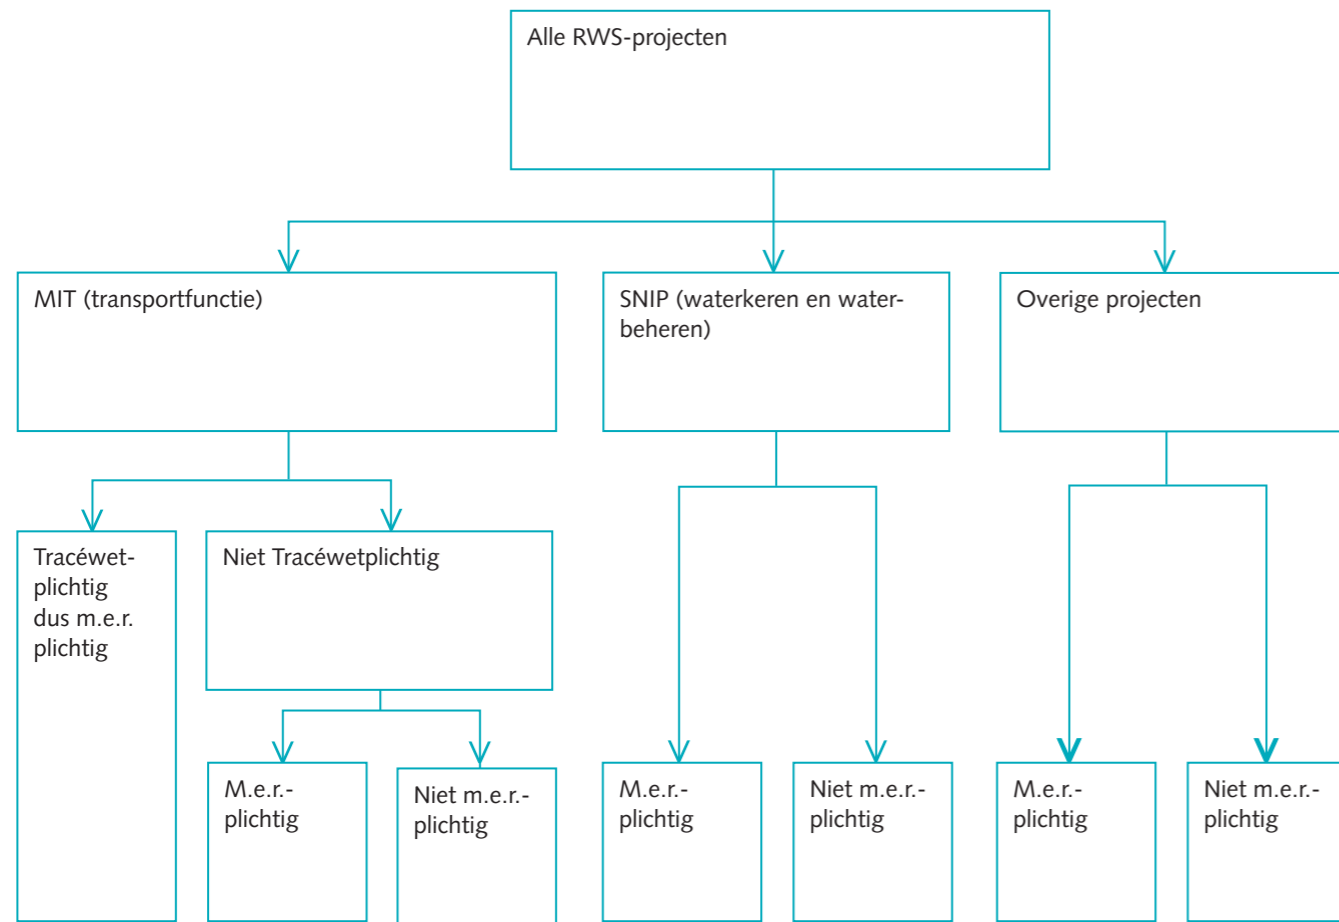 Alle RWS-projecten
MIT (transportfunctie)
SNIP (waterkeren en water-
beheren)
Overige projecten
Tracéwet-
plichtig
dus m.e.r.
plichtig
Niet Tracéwetplichtig
M.e.r.-
plichtig
Niet m.e.r.-
plichtig
M.e.r.-
plichtig
Niet m.e.r.-
plichtig
M.e.r.-
plichtig
Niet m.e.r.-
plichtig